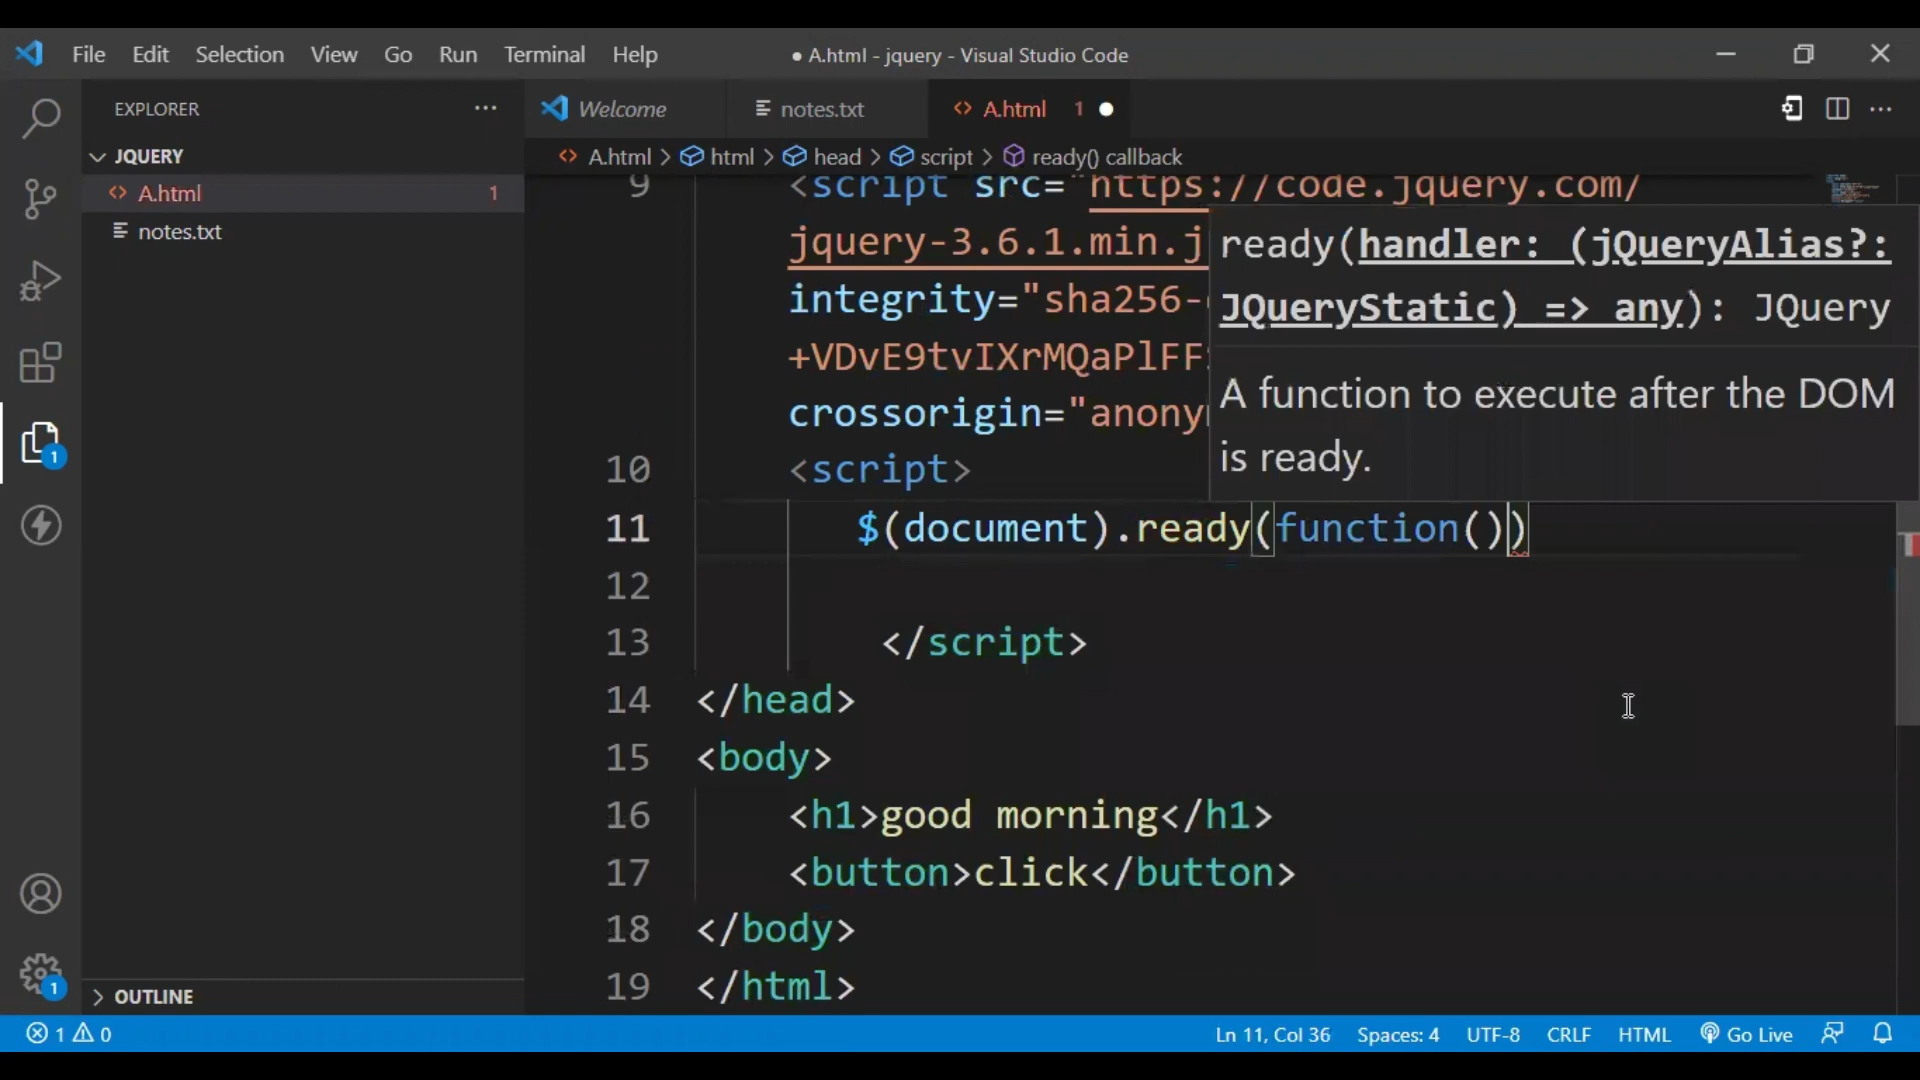 File Edit Selection View Go Run Terminal Help
● A.html - jquery - Visual Studio Code
EXPLORER
JQUERY
A.html 1
notes.txt
OUTLINE
Welcome notes.txt A.html 1
A.html > html > head > script > ready() callback
9 <script src="https://code.jquery.com/
jquery-3.6.1.min.j
integrity="sha256-
+VDvE9tvIXrMQaPlFF
crossorigin="anony
10 <script>
11 $(document).ready(function())
12
13 </script>
14 </head>
15 <body>
16 <h1>good morning</h1>
17 <button>click</button>
18 </body>
19 </html>
ready(handler: (jQueryAlias?:
JQueryStatic) => any): JQuery
A function to execute after the DOM
is ready.
1
1
1 0 Ln 11, Col 36 Spaces: 4 UTF-8 CRLF HTML Go Live